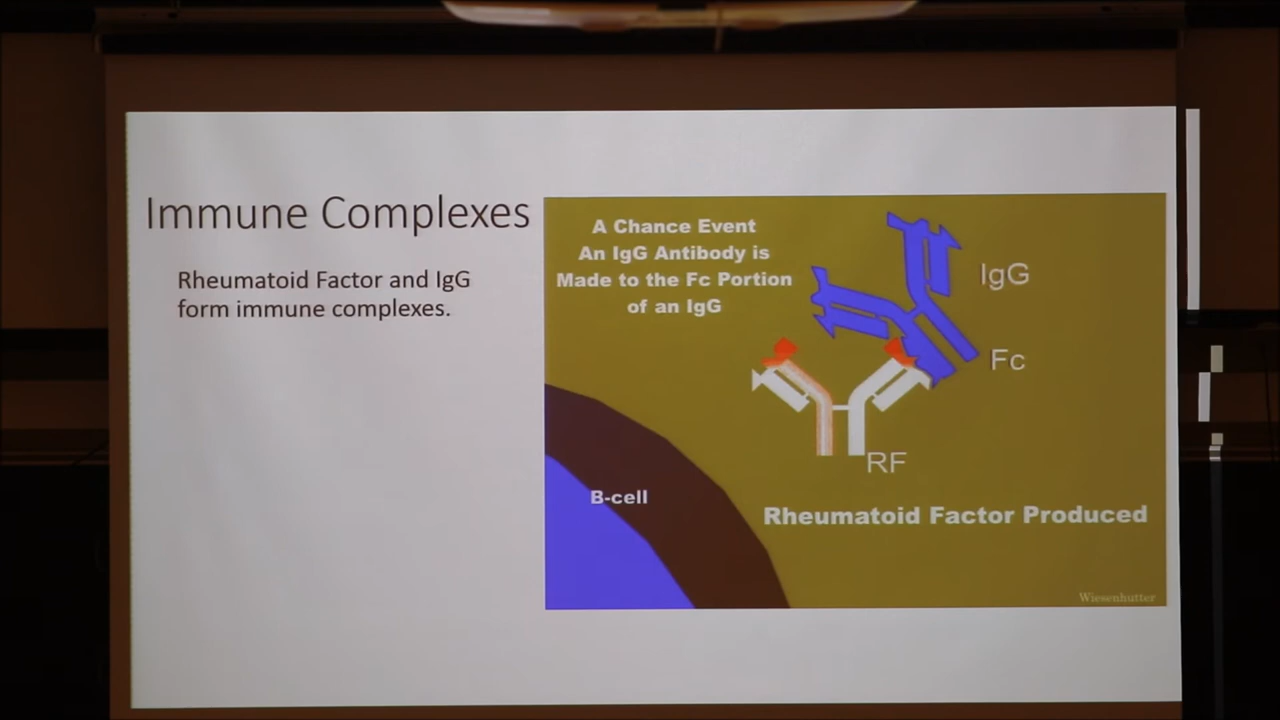 Immune Complexes
Rheumatoid Factor and IgG
form immune complexes.
A Chance Event
An IgG Antibody is
Made to the Fc Portion
of an IgG
IgG
Fc
RF
B-cell
Rheumatoid Factor Produced
Wiesenhutter